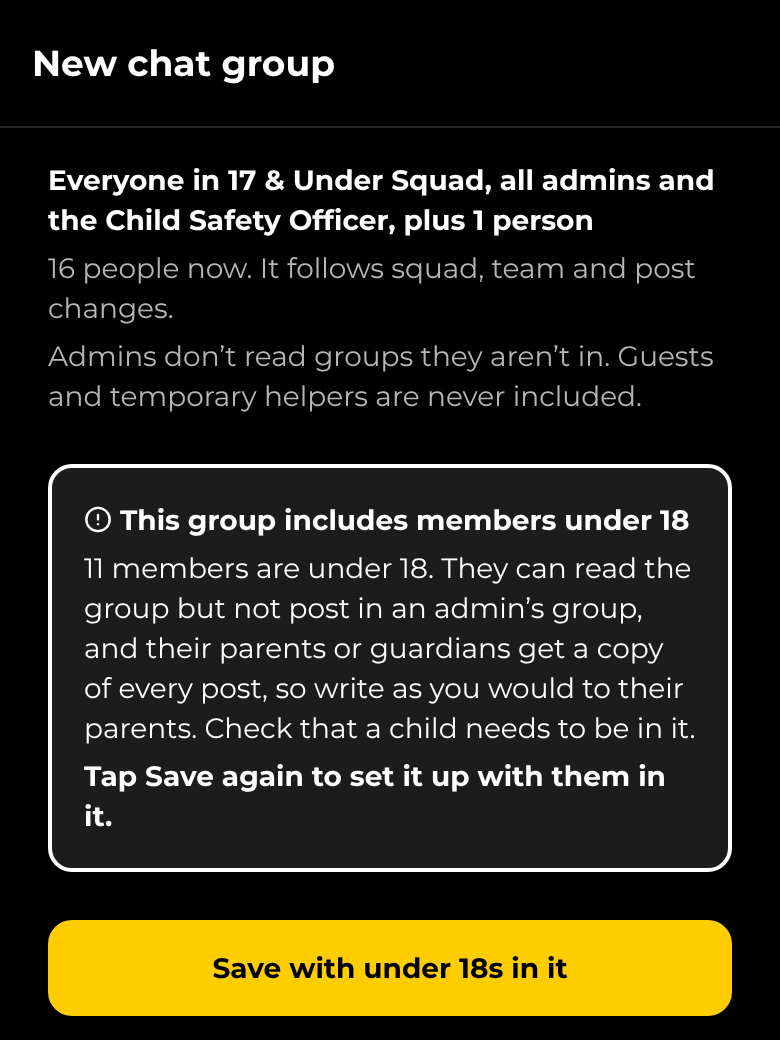 New chat group
Everyone in 17 & Under Squad, all admins and
the Child Safety Officer, plus 1 person
16 people now. It follows squad, team and post
changes.
Admins don’t read groups they aren’t in. Guests
and temporary helpers are never included.
This group includes members under 18
11 members are under 18. They can read the
group but not post in an admin’s group,
and their parents or guardians get a copy
of every post, so write as you would to their
parents. Check that a child needs to be in it.
Tap Save again to set it up with them in
it.
Save with under 18s in it